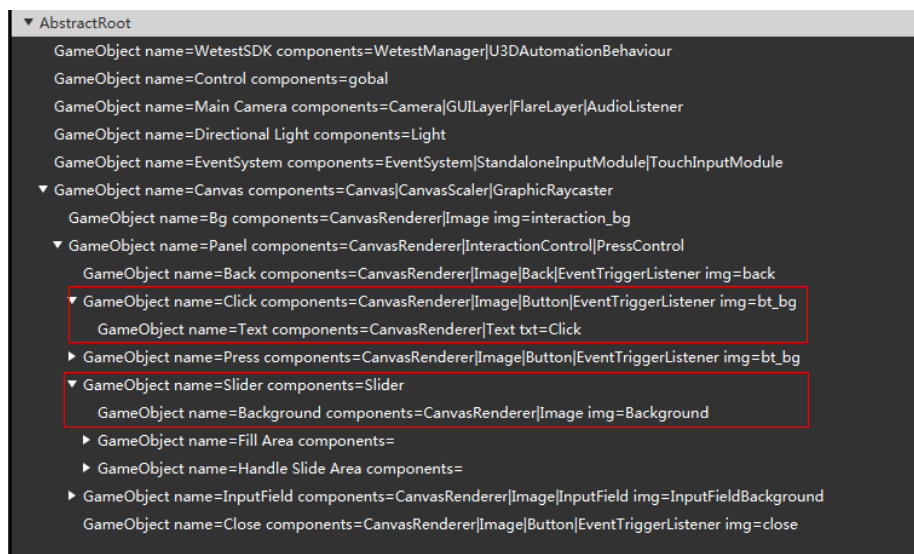 AbstractRoot
GameObject name=WetestSDK components=WetestManager|U3DAutomationBehaviour
GameObject name=Control components=gobal
GameObject name=Main Camera components=Camera|GUILayer|FlareLayer|AudioListener
GameObject name=Directional Light components=Light
GameObject name=EventSystem components=EventSystem|StandaloneInputModule|TouchInputModule
GameObject name=Canvas components=Canvas|CanvasScaler|GraphicRaycaster
GameObject name=Bg components=CanvasRenderer|Image img=interaction_bg
GameObject name=Panel components=CanvasRenderer|InteractionControl|PressControl
GameObject name=Back components=CanvasRenderer|Image|Back|EventTriggerListener img=back
GameObject name=Click components=CanvasRenderer|Image|Button|EventTriggerListener img=bt_bg
GameObject name=Text components=CanvasRenderer|Text txt=Click
GameObject name=Press components=CanvasRenderer|Image|Button|EventTriggerListener img=bt_bg
GameObject name=Slider components=Slider
GameObject name=Background components=CanvasRenderer|Image img=Background
GameObject name=Fill Area components=
GameObject name=Handle Slide Area components=
GameObject name=InputField components=CanvasRenderer|Image|InputField img=InputFieldBackground
GameObject name=Close components=CanvasRenderer|Image|Button|EventTriggerListener img=close